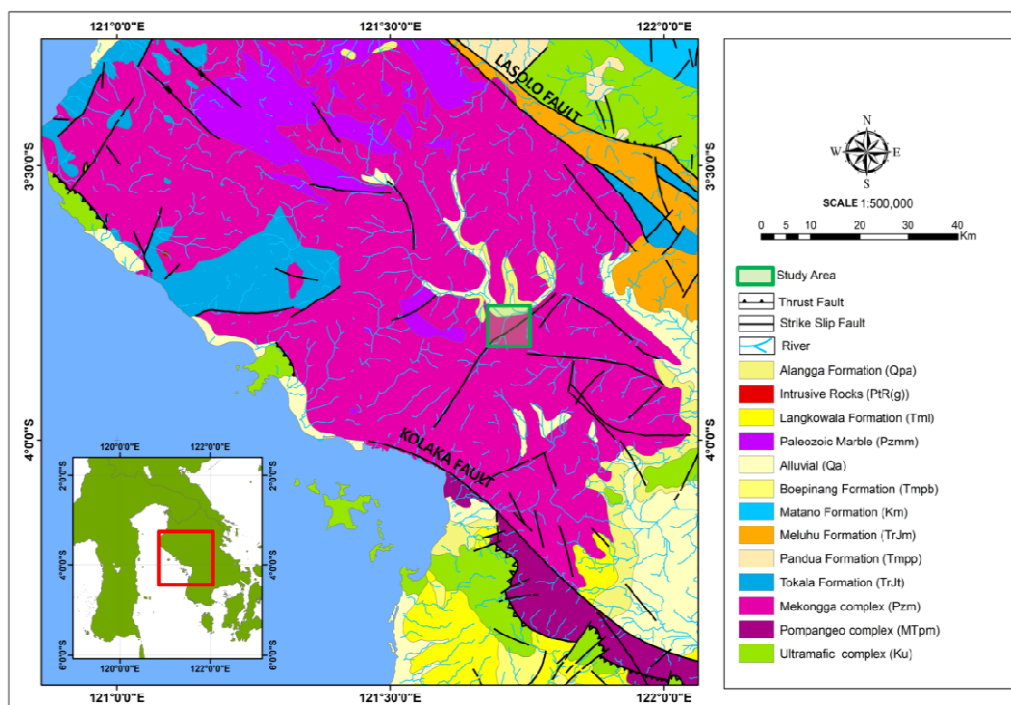 121°0'0"E 121°30'0"E 122°0'0"E
3°30'0"S
4°0'0"S
3°30'0"S
4°0'0"S
121°0'0"E 121°30'0"E 122°0'0"E
LASOLO FAULT
KOLAKA FAULT
120°0'0"E 122°0'0"E
2°0'0"S
4°0'0"S
6°0'0"S
2°0'0"S
4°0'0"S
6°0'0"S
120°0'0"E 122°0'0"E
N
W E
S
SCALE 1:500,000
0 5 10 20 30 40
Km
Study Area
Thrust Fault
Strike Slip Fault
River
Alangga Formation (Qpa)
Intrusive Rocks (PtR(g))
Langkowala Formation (Tml)
Paleozoic Marble (Pzmm)
Alluvial (Qa)
Boepinang Formation (Tmpb)
Matano Formation (Km)
Meluhu Formation (TrJm)
Pandua Formation (Tmpp)
Tokala Formation (TrJt)
Mekongga complex (Pzm)
Pompangeo complex (MTpm)
Ultramafic complex (Ku)